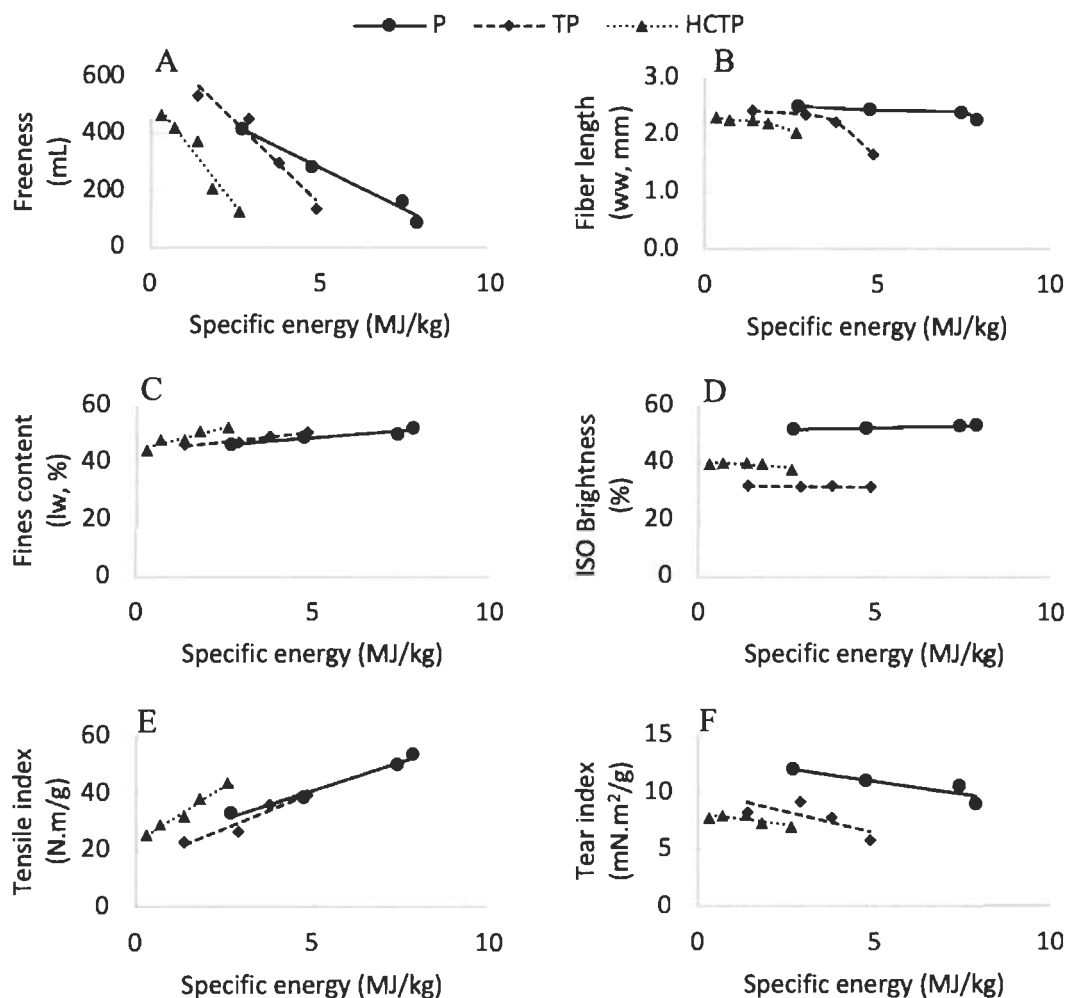 P TP HCTP
A
600
400
200
0
Freeness
(mL)
0 5 10
Specific energy (MJ/kg)
B
3.0
2.0
1.0
0.0
Fiber length
(ww, mm)
0 5 10
Specific energy (MJ/kg)
C
60
40
20
0
Fines content
(lw, %)
0 5 10
Specific energy (MJ/kg)
D
60
40
20
0
ISO Brightness
(%)
0 5 10
Specific energy (MJ/kg)
E
60
40
20
0
Tensile index
(N.m/g)
0 5 10
Specific energy (MJ/kg)
F
15
10
5
0
Tear index
(mN.m²/g)
0 5 10
Specific energy (MJ/kg)